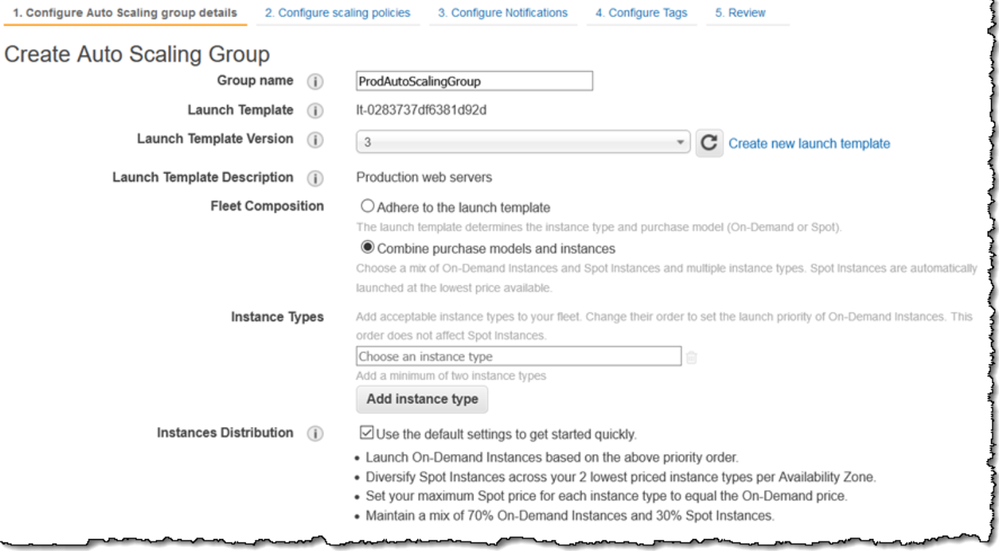 1. Configure Auto Scaling group details 2. Configure scaling policies 3. Configure Notifications 4. Configure Tags 5. Review
Create Auto Scaling Group
Group name i ProdAutoScalingGroup
Launch Template i lt-0283737df6381d92d
Launch Template Version i 3 Create new launch template
Launch Template Description i Production web servers
Fleet Composition Adhere to the launch template
The launch template determines the instance type and purchase model (On-Demand or Spot).
Combine purchase models and instances
Choose a mix of On-Demand Instances and Spot Instances and multiple instance types. Spot Instances are automatically
launched at the lowest price available.
Instance Types Add acceptable instance types to your fleet. Change their order to set the launch priority of On-Demand Instances. This
order does not affect Spot Instances.
Choose an instance type
Add a minimum of two instance types
Add instance type
Instances Distribution i Use the default settings to get started quickly.
• Launch On-Demand Instances based on the above priority order.
• Diversify Spot Instances across your 2 lowest priced instance types per Availability Zone.
• Set your maximum Spot price for each instance type to equal the On-Demand price.
• Maintain a mix of 70% On-Demand Instances and 30% Spot Instances.